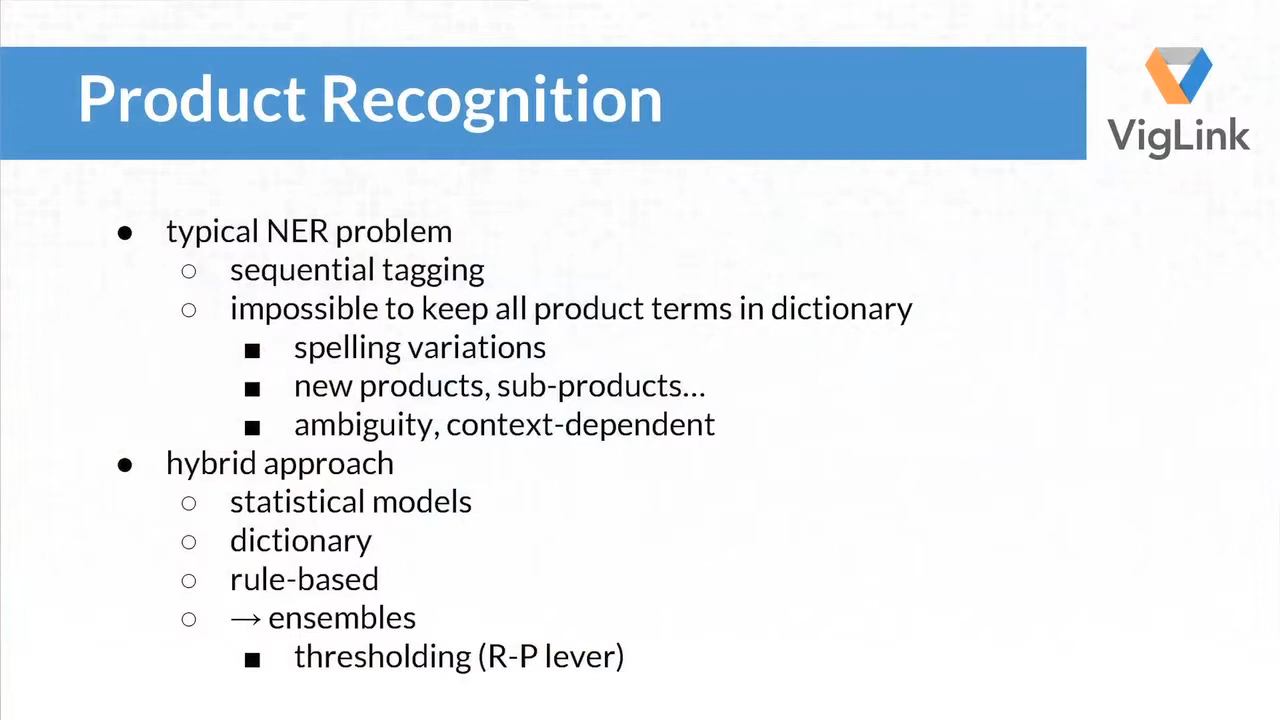 Product Recognition
VigLink
● typical NER problem
○ sequential tagging
○ impossible to keep all product terms in dictionary
■ spelling variations
■ new products, sub-products...
■ ambiguity, context-dependent
● hybrid approach
○ statistical models
○ dictionary
○ rule-based
○ → ensembles
■ thresholding (R-P lever)